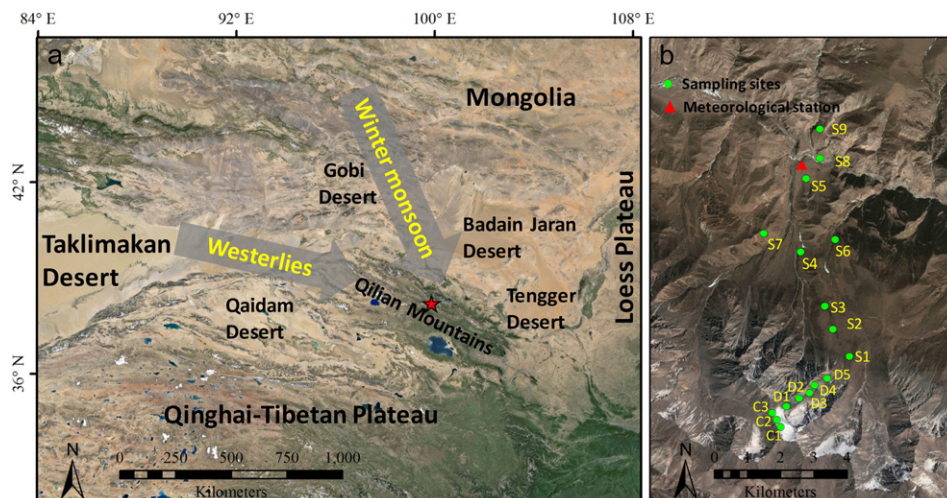 84° E
92° E
100° E
108° E
a
Mongolia
Winter monsoon
Gobi
Desert
42° N
Badain Jaran
Desert
Loess Plateau
Westerlies
Taklimakan
Desert
Qilian Mountains
Qaidam
Desert
Tengger
Desert
36° N
Qinghai-Tibetan Plateau
N
0 250 500 750 1,000
Kilometers
b
Sampling sites
Meteorological station
S9
S8
S5
S7
S6
S4
S3
S2
S1
D5
D2
D4
D1
D3
C3
C2
C1
N
0 1 2 3 4
Kilometers